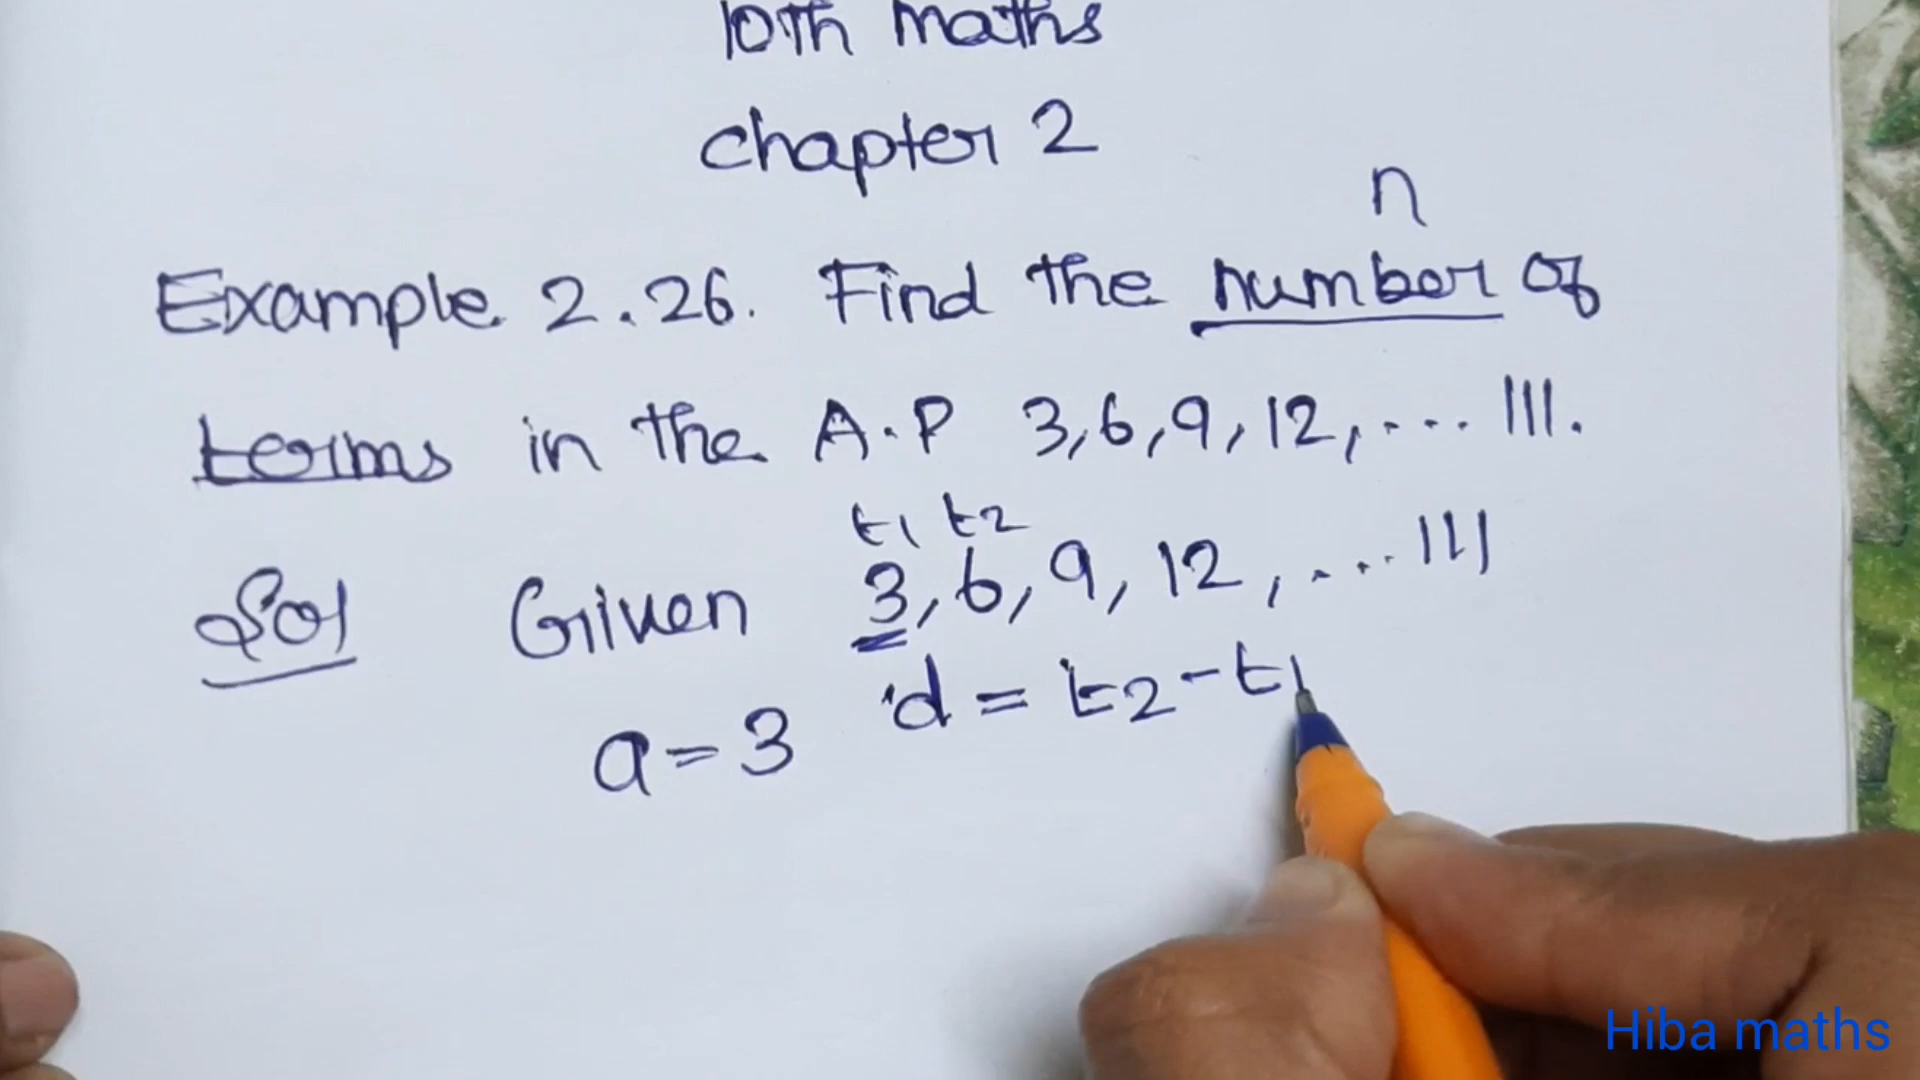 10th maths
chapter 2
n
Example 2.26. Find the number of
terms in the A.P 3,6,9,12,... 111.
t1 t2
Sol Given 3,6,9,12,...111
a=3 d = t2-t1
Hiba maths